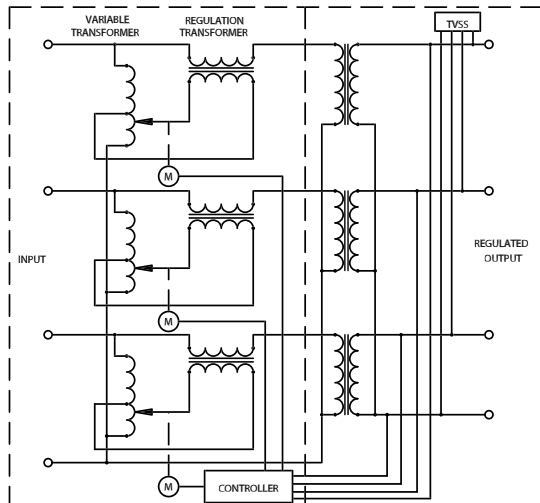 VARIABLE
TRANSFORMER
REGULATION
TRANSFORMER
TVSS
M
M
INPUT
REGULATED
OUTPUT
M
CONTROLLER